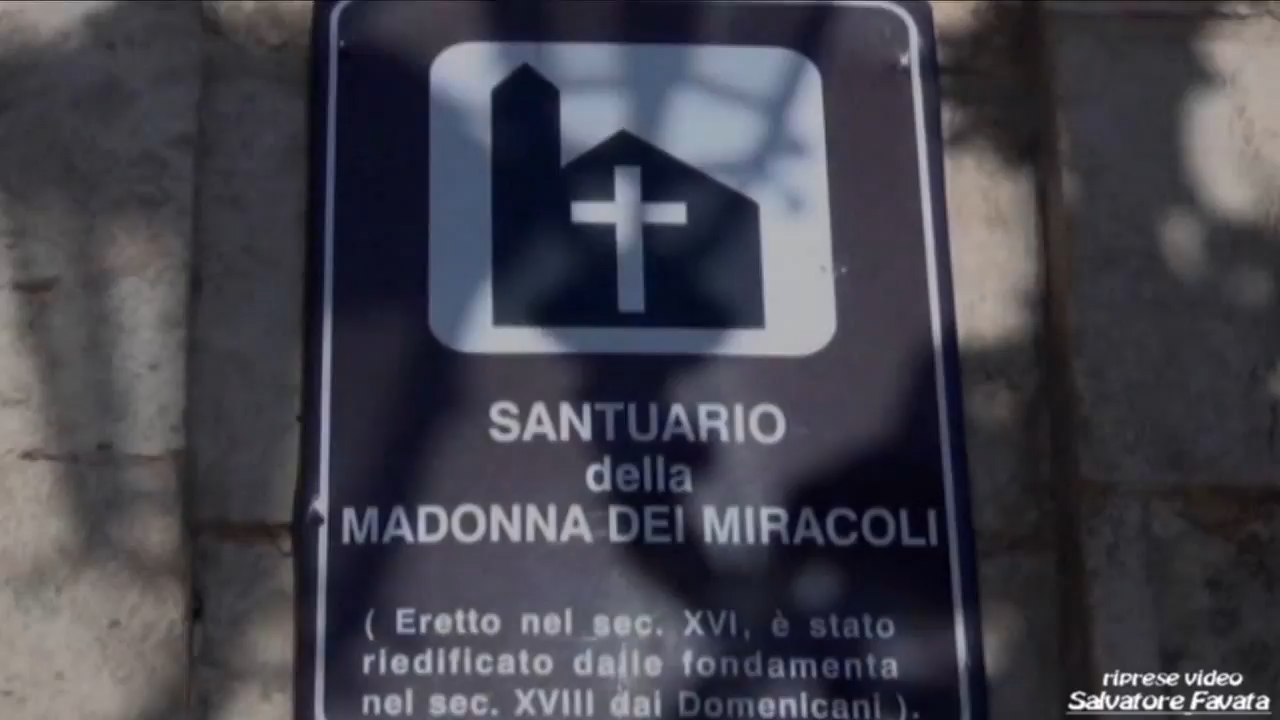 SANTUARIO
della
MADONNA DEI MIRACOLI
( Eretto nel sec. XVI, è stato
riedificato dalle fondamenta
nel sec. XVIII dai Domenicani ).
riprese video
Salvatore Favata